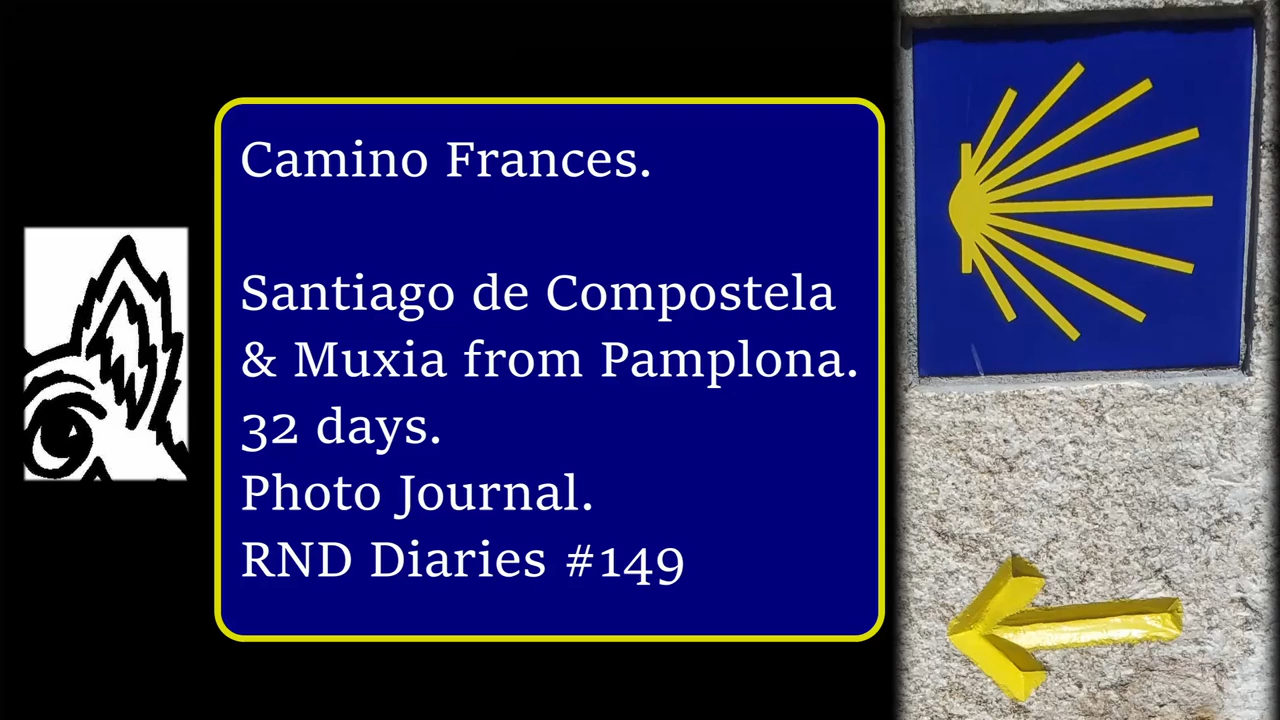 Camino Frances.
Santiago de Compostela
& Muxia from Pamplona.
32 days.
Photo Journal.
RND Diaries #149